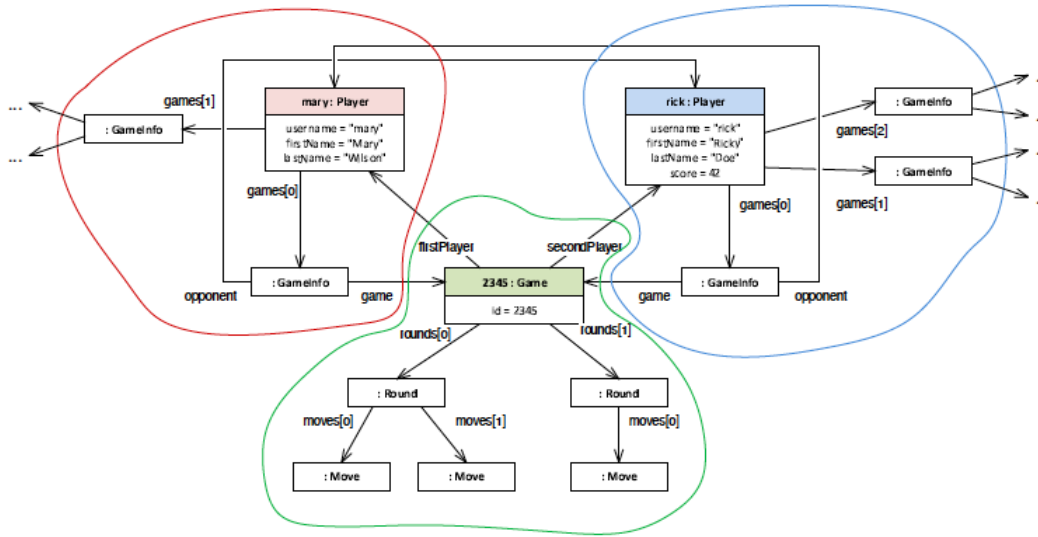 mary : Player
username = "mary"
firstName = "Mary"
lastName = "Wilson"
rick : Player
username = "rick"
firstName = "Ricky"
lastName = "Doe"
score = 42
...
games[1]
: GameInfo
...
: GameInfo
games[2]
: GameInfo
games[1]
games[0]
games[0]
firstPlayer
secondPlayer
opponent
: GameInfo
game
2345 : Game
id = 2345
game
: GameInfo
opponent
rounds[0]
rounds[1]
: Round
: Round
moves[0]
moves[1]
moves[0]
: Move
: Move
: Move